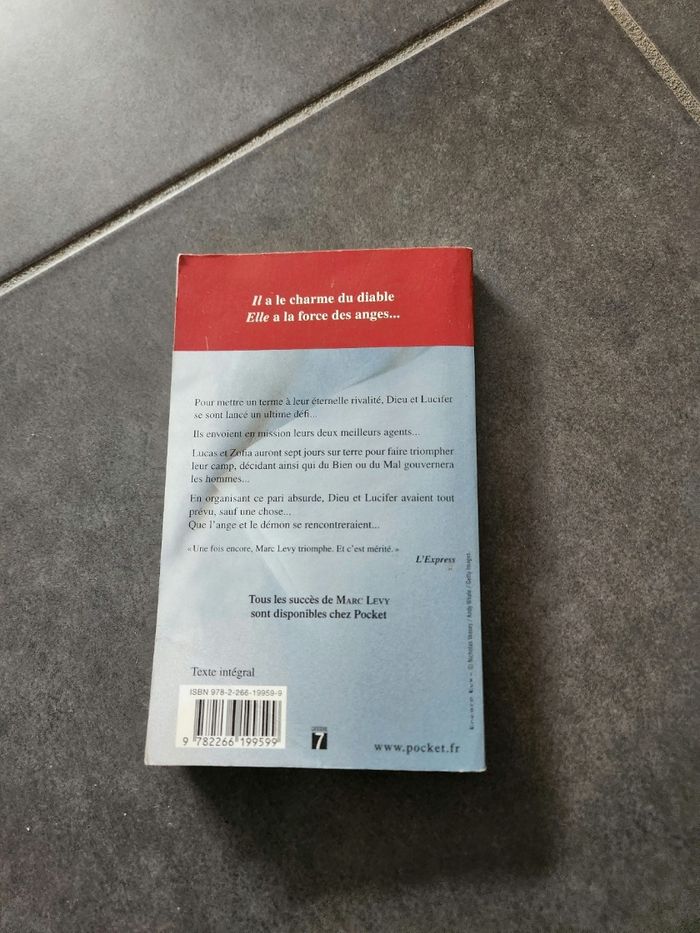 Il a le charme du diable
Elle a la force des anges...
Pour mettre un terme à leur éternelle rivalité, Dieu et Lucifer
se sont lancé un ultime défi...
Ils envoient en mission leurs deux meilleurs agents...
Lucas et Zofia auront sept jours sur terre pour faire triompher
leur camp, décidant ainsi qui du Bien ou du Mal gouvernera
les hommes...
En organisant ce pari absurde, Dieu et Lucifer avaient tout
prévu, sauf une chose...
Que l'ange et le démon se rencontreraient...
« Une fois encore, Marc Levy triomphe. Et c'est mérité. »
L'Express
Tous les succès de MARC LEVY
sont disponibles chez Pocket
© Nicholas Veasey / Andy Whale / Getty Images.
Texte intégral
ISBN 978-2-266-19959-9
9 782266 199599
7
www.pocket.fr